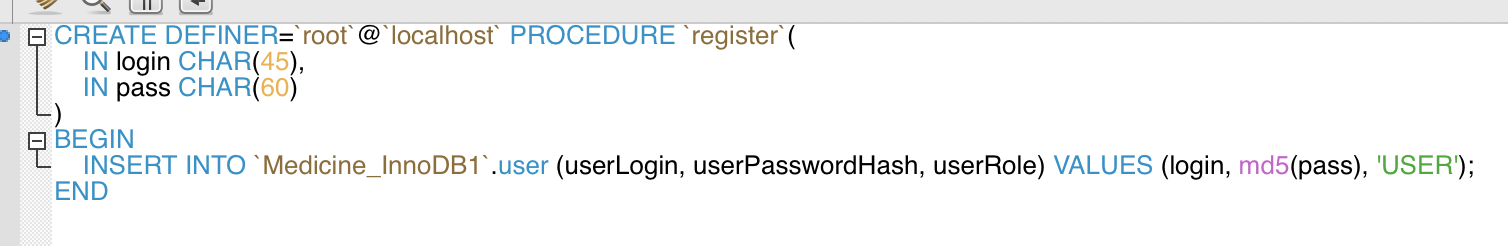 CREATE DEFINER=`root`@`localhost` PROCEDURE `register`(
    IN login CHAR(45),
    IN pass CHAR(60)
)
BEGIN
    INSERT INTO `Medicine_InnoDB1`.user (userLogin, userPasswordHash, userRole) VALUES (login, md5(pass), 'USER');
END